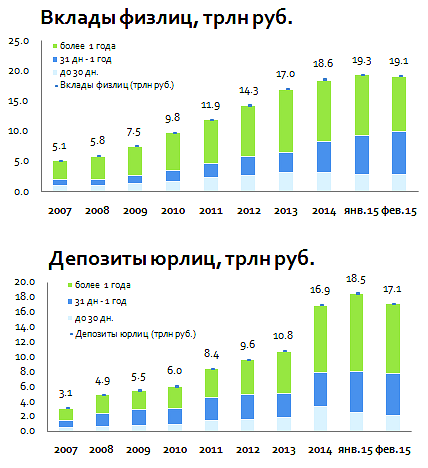 Вклады физлиц, трлн руб.
25.0
20.0
15.0
10.0
5.0
0.0
более 1 года
31 дн - 1 год
до 30 дн.
Вклады физлиц (трлн руб.)
5.1 5.8 7.5 9.8 11.9 14.3 17.0 18.6 19.3 19.1
2007 2008 2009 2010 2011 2012 2013 2014 янв.15 фев.15
Депозиты юрлиц, трлн руб.
20.0
18.0
16.0
14.0
12.0
10.0
8.0
6.0
4.0
2.0
0.0
более 1 года
31 дн - 1 год
до 30 дн.
Депозиты юрлиц (трлн руб.)
3.1 4.9 5.5 6.0 8.4 9.6 10.8 16.9 18.5 17.1
2007 2008 2009 2010 2011 2012 2013 2014 янв.15 фев.15